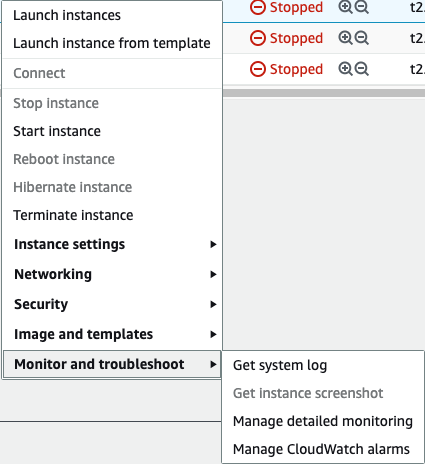 Launch instances
Stopped t2.
Launch instance from template
Stopped t2.
Connect
Stopped t2.
Stop instance
Start instance
Reboot instance
Hibernate instance
Terminate instance
Instance settings
Networking
Security
Image and templates
Monitor and troubleshoot
Get system log
Get instance screenshot
Manage detailed monitoring
Manage CloudWatch alarms